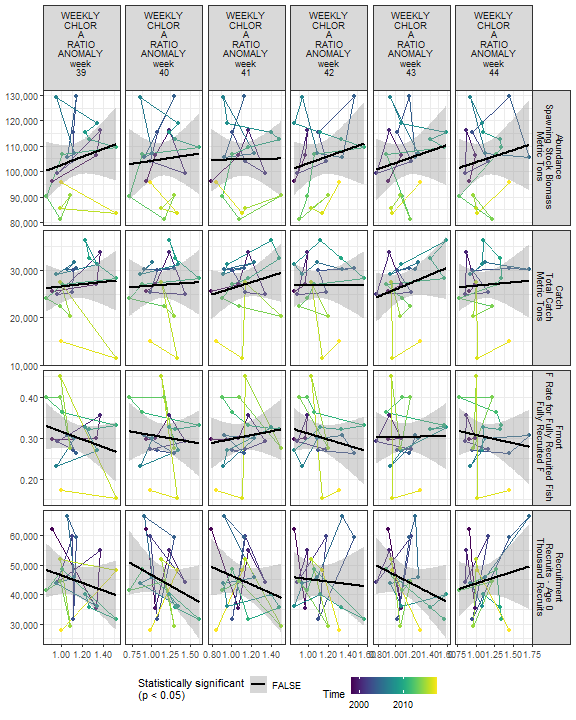 WEEKLY WEEKLY WEEKLY WEEKLY WEEKLY WEEKLY
CHLOR CHLOR CHLOR CHLOR CHLOR CHLOR
A A A A A A
RATIO RATIO RATIO RATIO RATIO RATIO
ANOMALY ANOMALY ANOMALY ANOMALY ANOMALY ANOMALY
week week week week week week
39 40 41 42 43 44
130,000
120,000
110,000
100,000
90,000
80,000
Abundance
Spawning Stock Biomass
Metric Tons
30,000
20,000
10,000
Catch
Total Catch
Metric Tons
0.40
0.30
0.20
Fmort
F Rate for Fully Recruited Fish
Fully Recruited F
60,000
50,000
40,000
30,000
Recruitment
Recruits - Age 0
Thousand Recruits
1.00 1.20 1.40 0.75 1.00 1.25 1.50 0.80 1.00 1.20 1.40 1.00 1.20 1.40 1.60 0.80 1.00 1.20 1.40 1.60 0.75 1.00 1.25 1.50 1.75
Statistically significant
(p < 0.05)
FALSE
Time
2000 2010